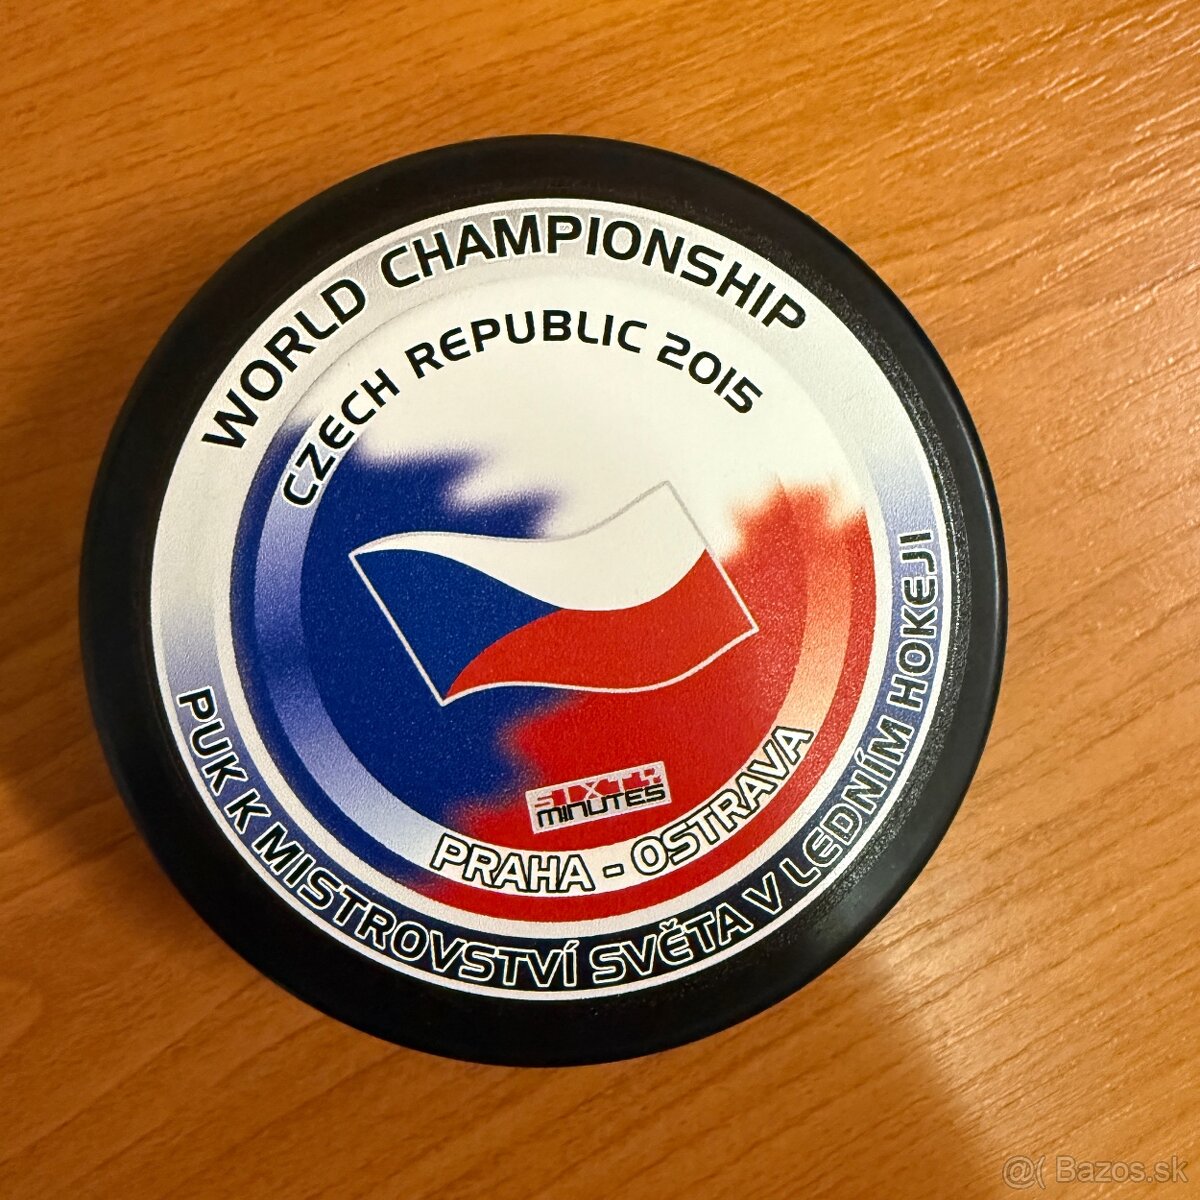 WORLD CHAMPIONSHIP
CZECH REPUBLIC 2015
SIXTY
MINUTES
PRAHA - OSTRAVA
PUK K MISTROVSTVÍ SVĚTA V LEDNÍM HOKEJI
@( Bazos.sk